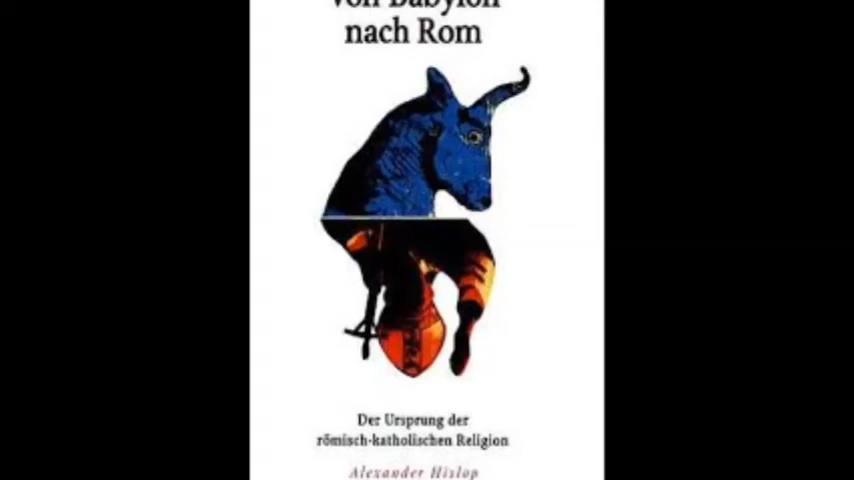 von Babylon
nach Rom
Der Ursprung der
römisch-katholischen Religion
Alexander Hislop